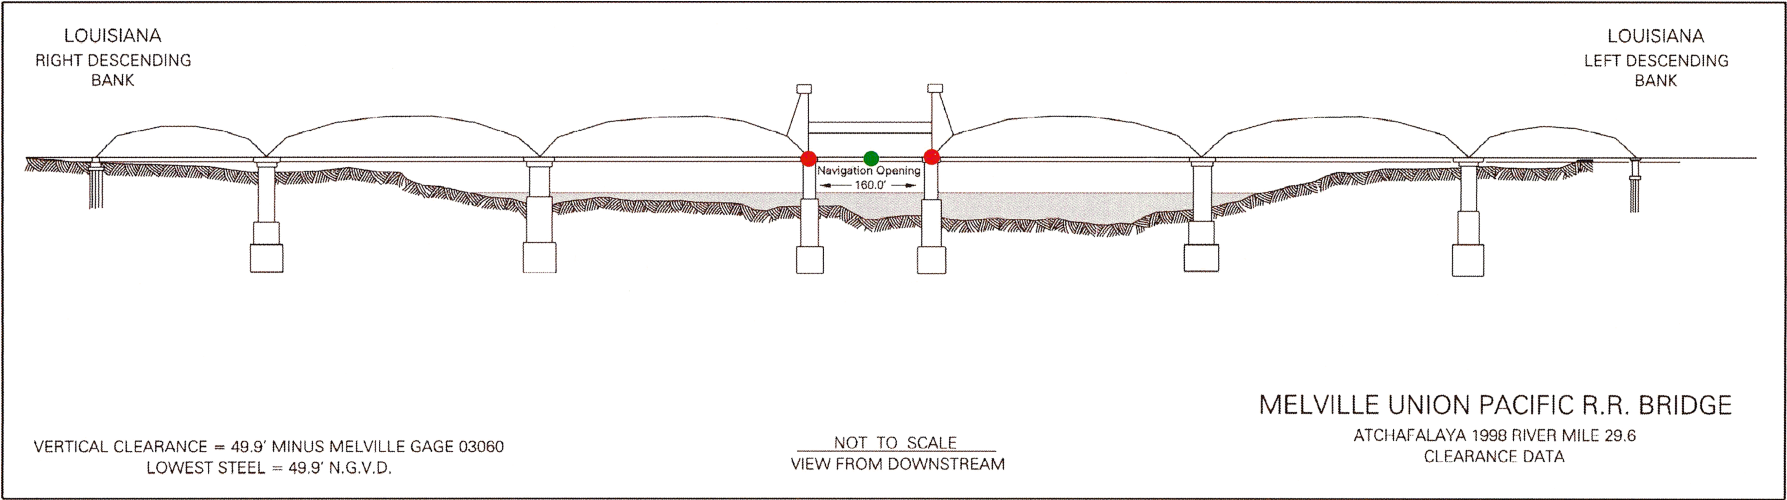 LOUISIANA
RIGHT DESCENDING
BANK
LOUISIANA
LEFT DESCENDING
BANK
Navigation Opening
160.0'
MELVILLE UNION PACIFIC R.R. BRIDGE
ATCHAFALAYA 1998 RIVER MILE 29.6
CLEARANCE DATA
VERTICAL CLEARANCE = 49.9' MINUS MELVILLE GAGE 03060
LOWEST STEEL = 49.9' N.G.V.D.
NOT TO SCALE
VIEW FROM DOWNSTREAM